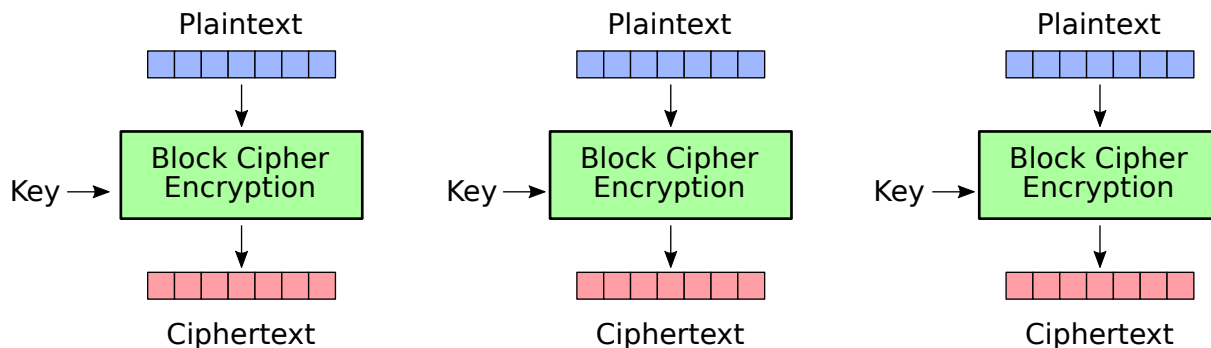 Plaintext
Plaintext
Plaintext
Block Cipher
Encryption
Block Cipher
Encryption
Block Cipher
Encryption
Key
Key
Key
Ciphertext
Ciphertext
Ciphertext